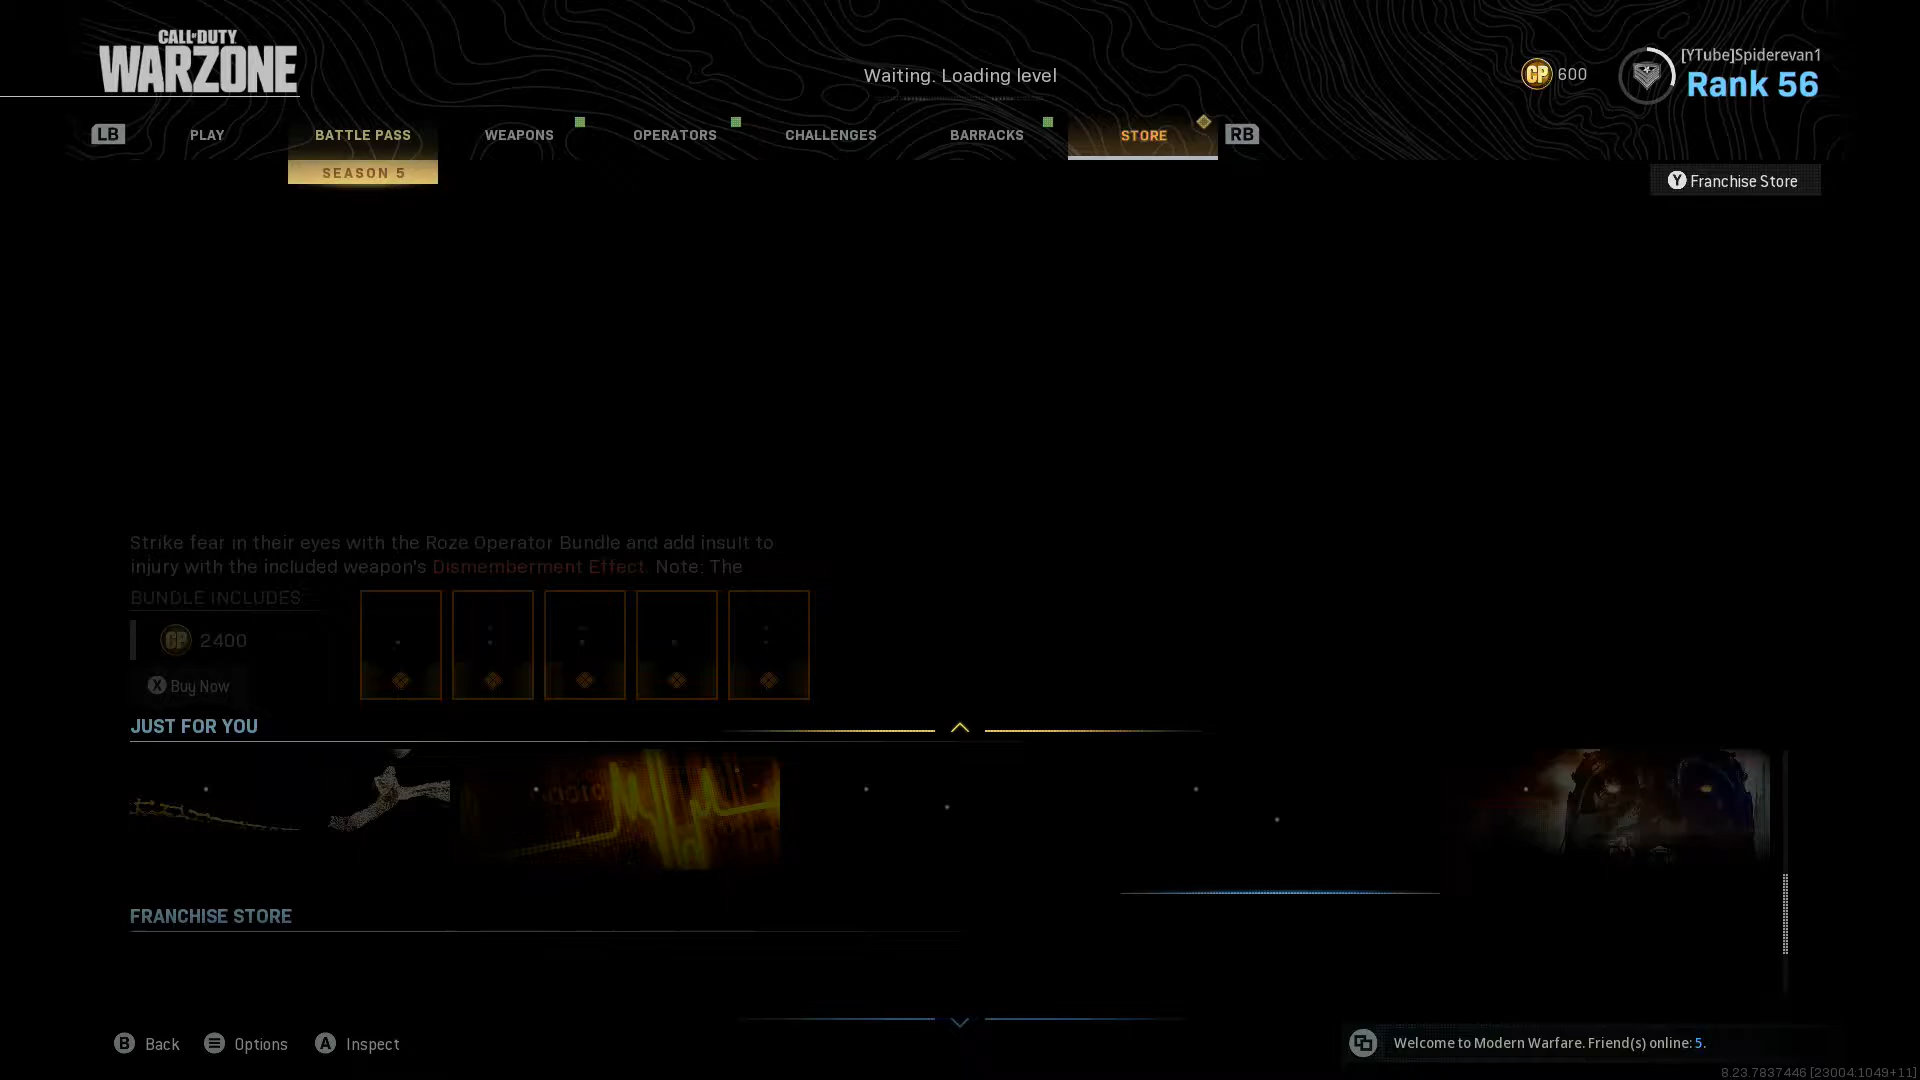 CALL OF DUTY
WARZONE
Waiting. Loading level
CP 600
[YTube]Spiderevan1
Rank 56
LB
PLAY
BATTLE PASS
SEASON 5
WEAPONS
OPERATORS
CHALLENGES
BARRACKS
STORE
RB
Y Franchise Store
Strike fear in their eyes with the Roze Operator Bundle and add insult to
injury with the included weapon's Dismemberment Effect. Note: The
BUNDLE INCLUDES:
CP 2400
X Buy Now
JUST FOR YOU
FRANCHISE STORE
B Back
Options
A Inspect
Welcome to Modern Warfare. Friend(s) online: 5.
8.23.7837446 [23004:1049+11]